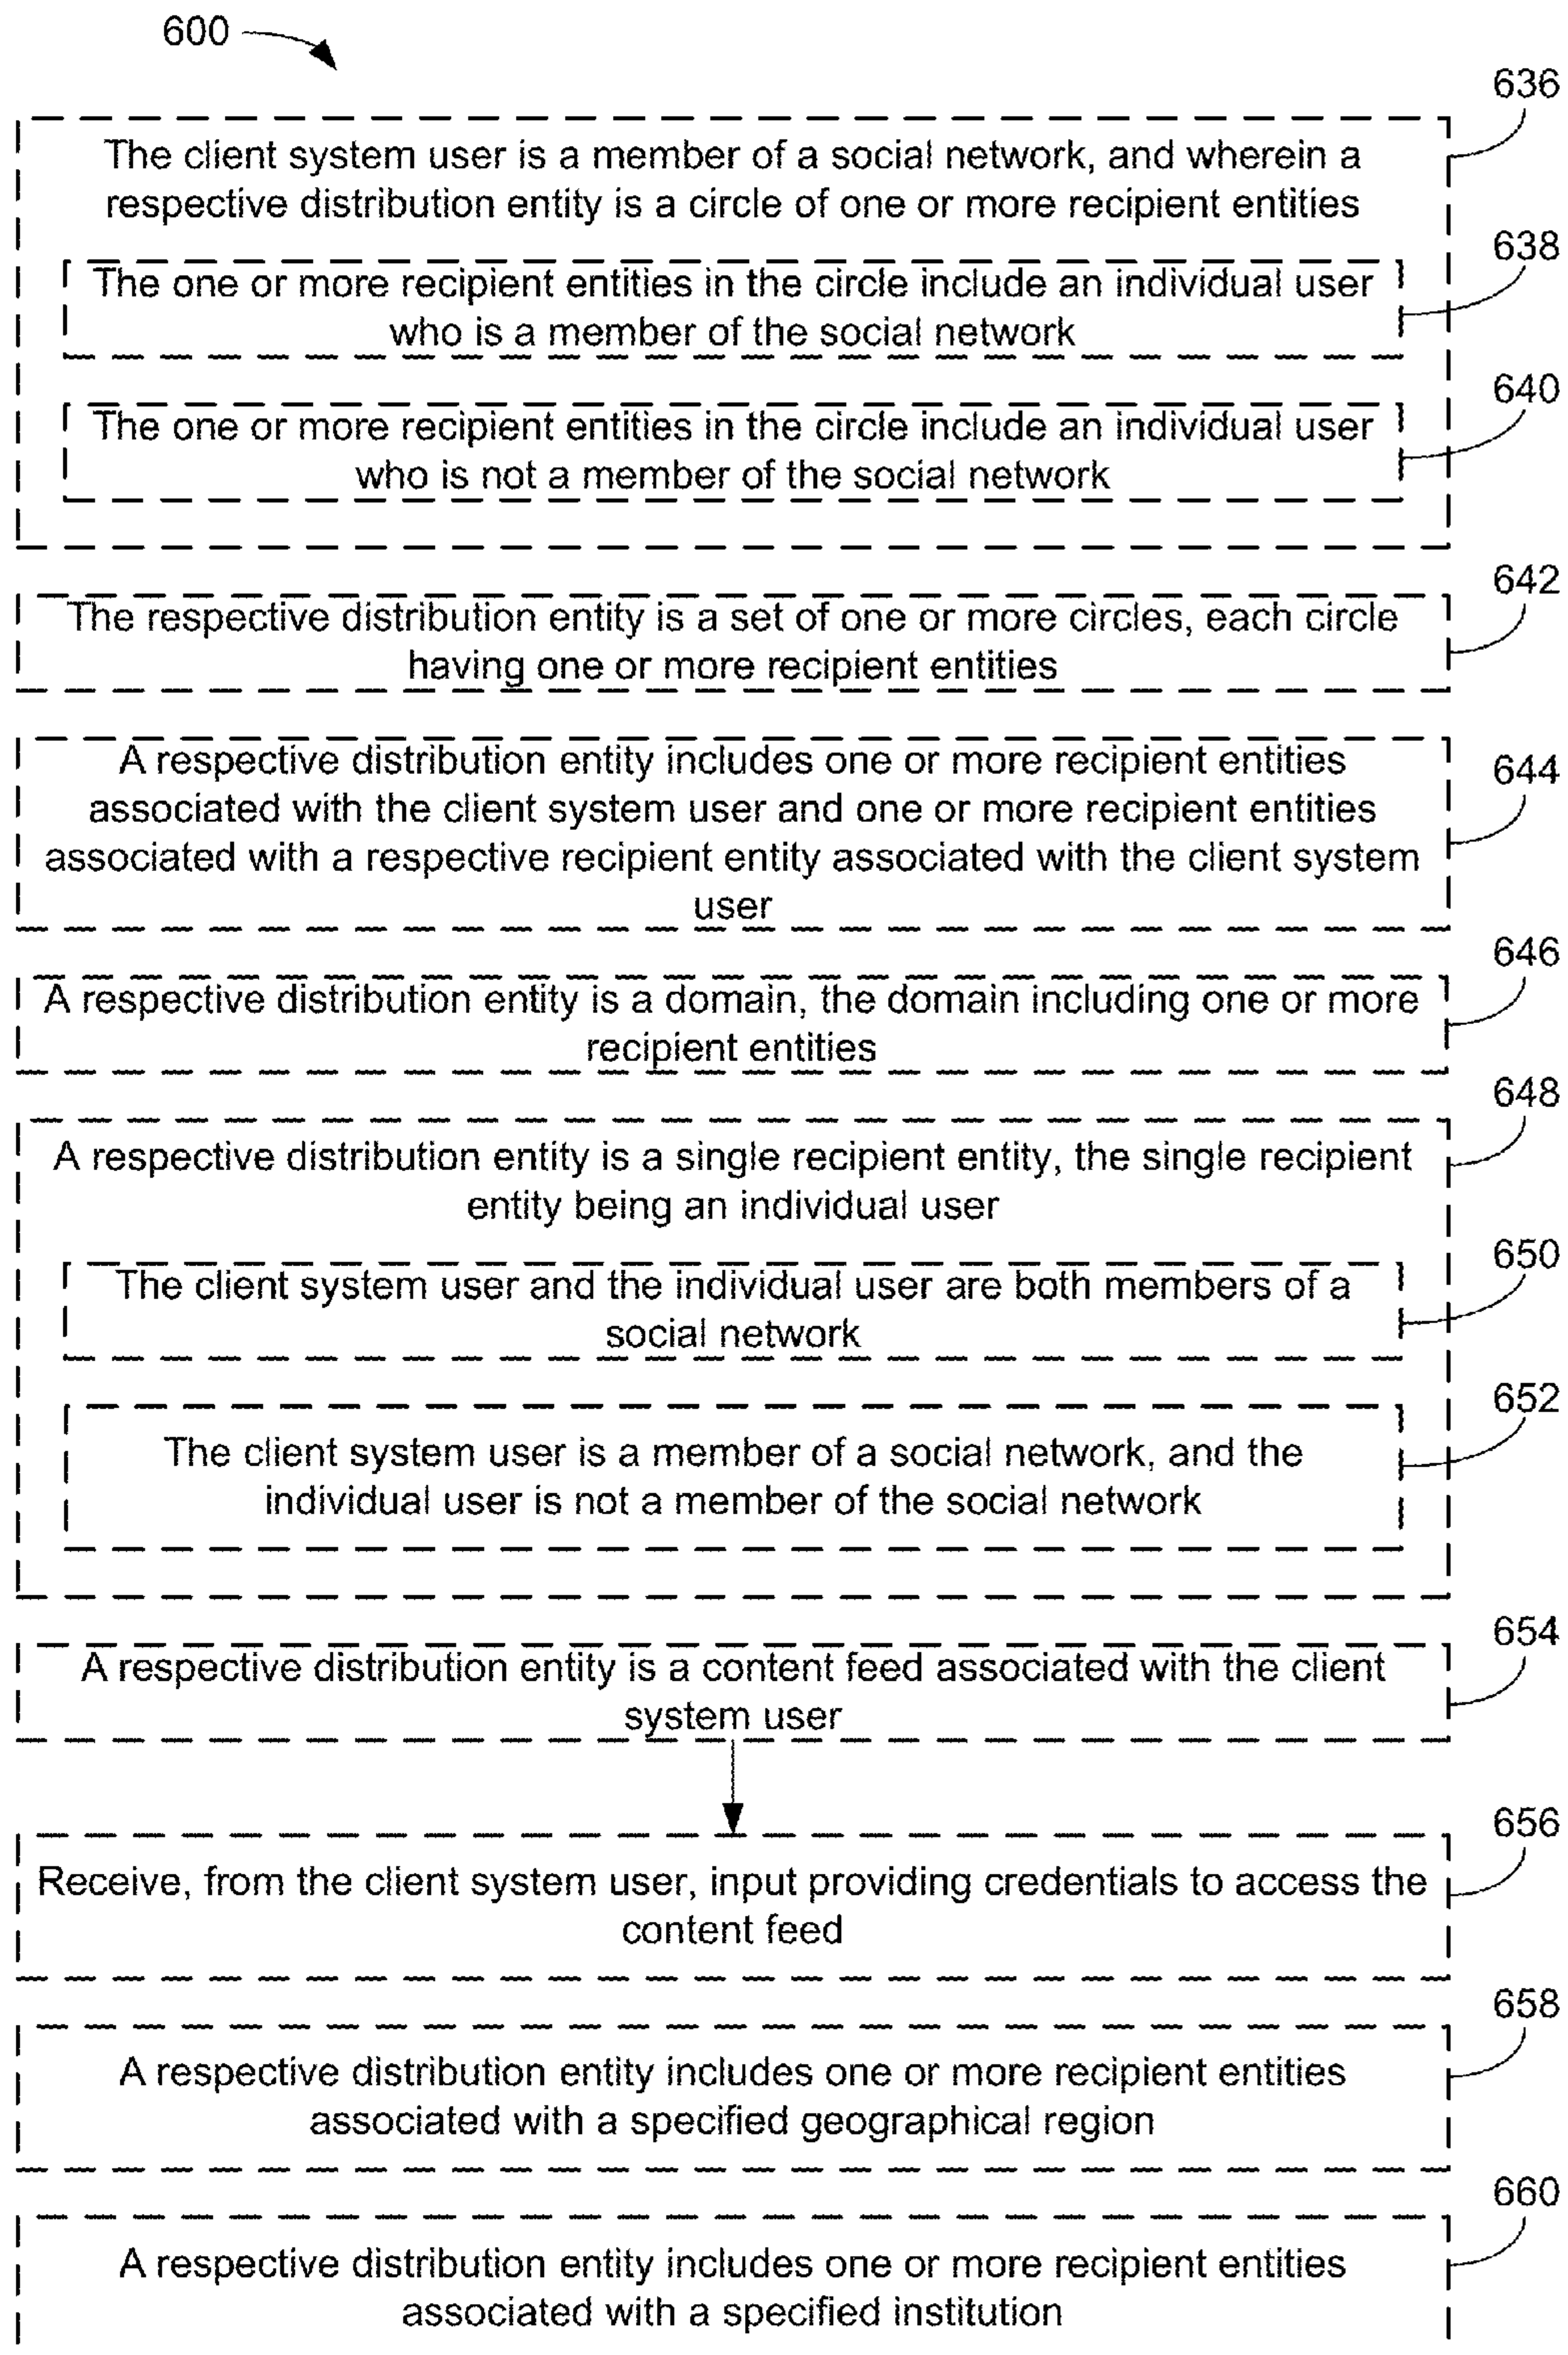 600
636
The client system user is a member of a social network, and wherein a
respective distribution entity is a circle of one or more recipient entities
638
The one or more recipient entities in the circle include an individual user
who is a member of the social network
640
The one or more recipient entities in the circle include an individual user
who is not a member of the social network
642
The respective distribution entity is a set of one or more circles, each circle
having one or more recipient entities
644
A respective distribution entity includes one or more recipient entities
associated with the client system user and one or more recipient entities
associated with a respective recipient entity associated with the client system
user
646
A respective distribution entity is a domain, the domain including one or more
recipient entities
648
A respective distribution entity is a single recipient entity, the single recipient
entity being an individual user
650
The client system user and the individual user are both members of a
social network
652
The client system user is a member of a social network, and the
individual user is not a member of the social network
654
A respective distribution entity is a content feed associated with the client
system user
656
Receive, from the client system user, input providing credentials to access the
content feed
658
A respective distribution entity includes one or more recipient entities
associated with a specified geographical region
660
A respective distribution entity includes one or more recipient entities
associated with a specified institution